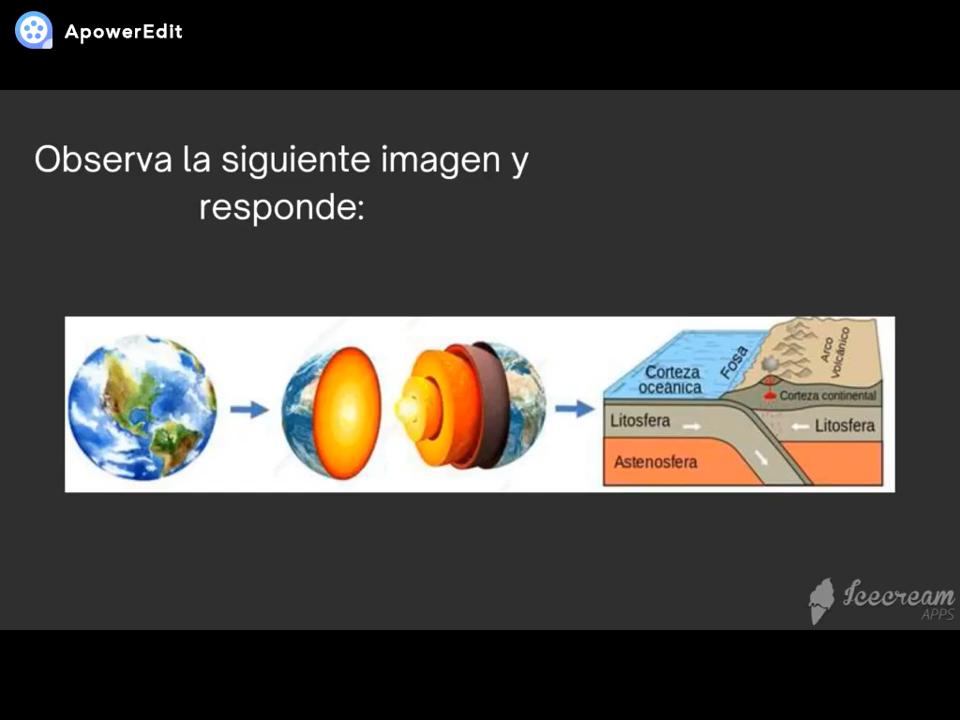 ApowerEdit
Observa la siguiente imagen y
responde:
Corteza
oceánica
Fosa
Arco
Volcánico
Corteza continental
Litosfera
Litosfera
Astenosfera
Icecream
APPS